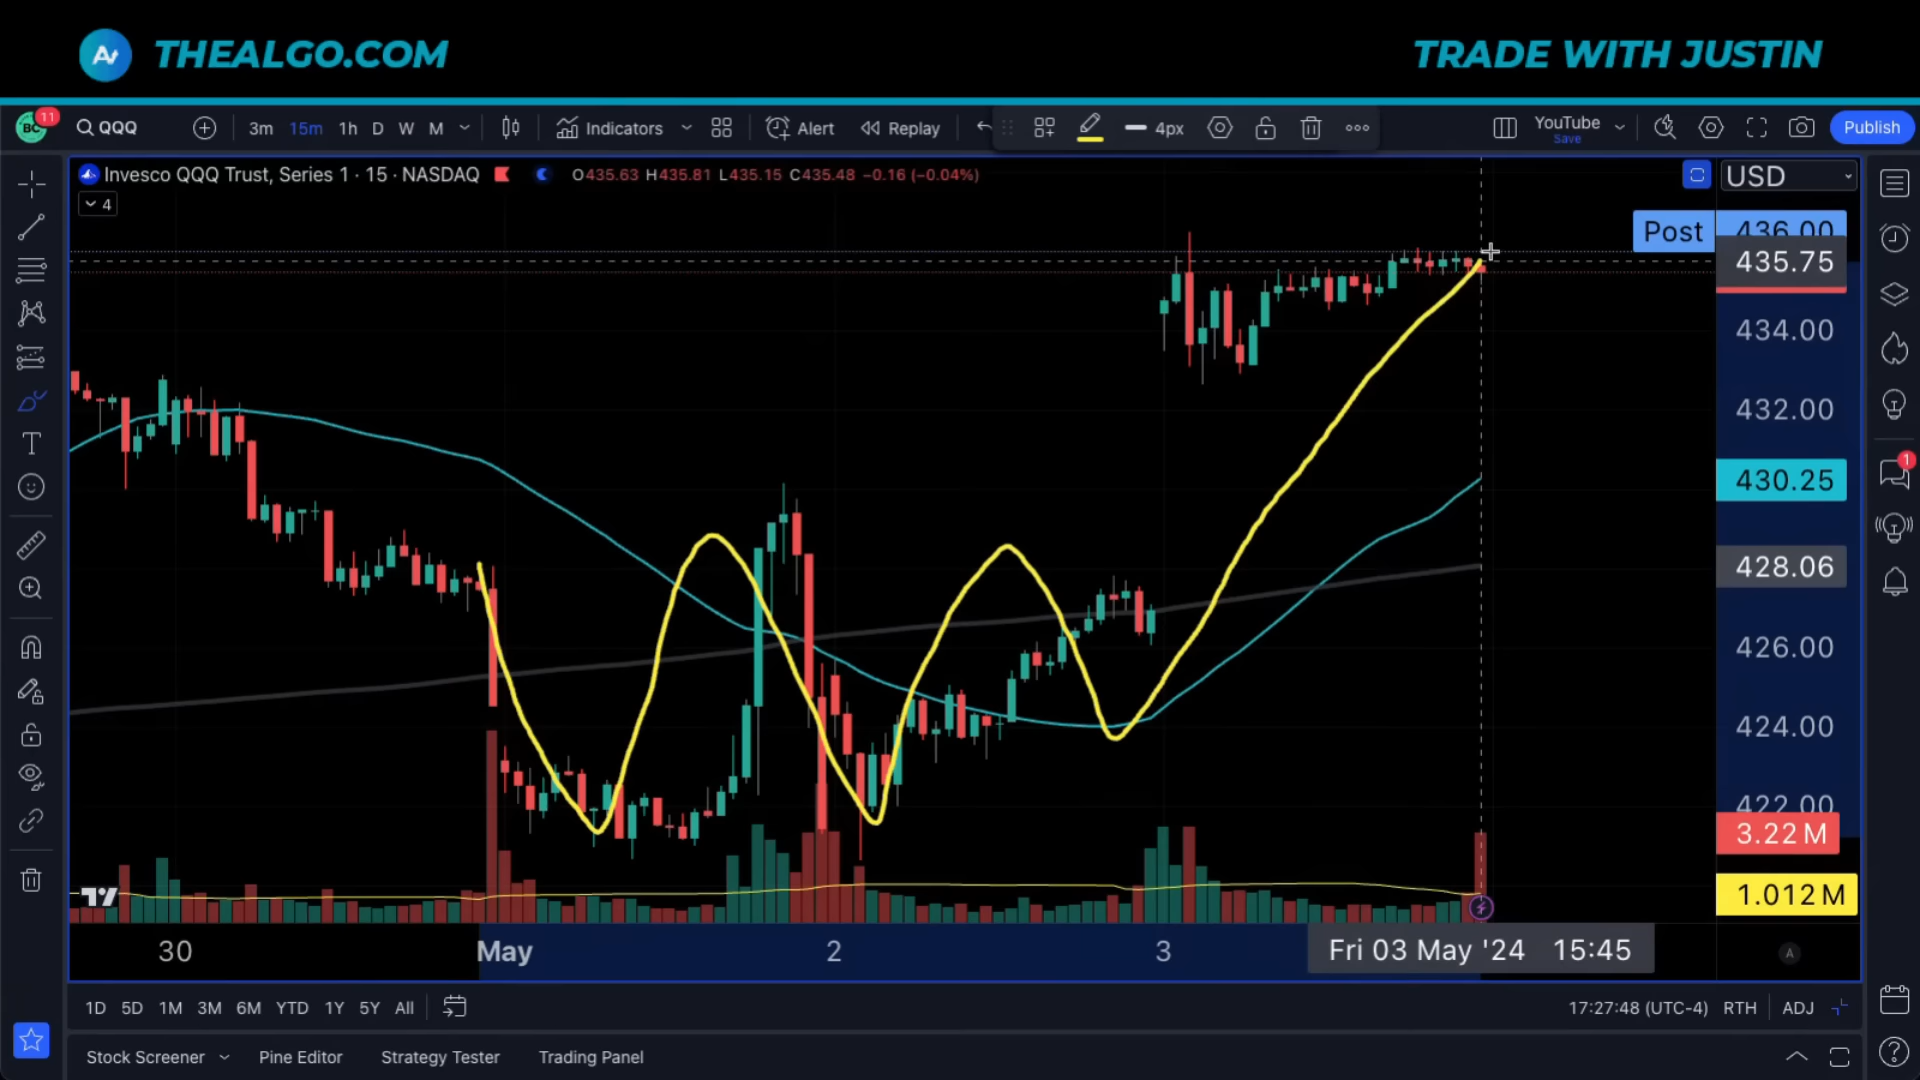 THEALGO.COM
TRADE WITH JUSTIN
BC 11 QQQ 3m 15m 1h D W M Indicators Alert Replay 4px YouTube Save Publish
Invesco QQQ Trust, Series 1 · 15 · NASDAQ O435.63 H435.81 L435.15 C435.48 −0.16 (−0.04%)
USD
4
Post 436.00
435.75
434.00
432.00
430.25
428.06
426.00
424.00
422.00
3.22 M
1.012 M
1
30 May 2 3 Fri 03 May '24 15:45 A
1D 5D 1M 3M 6M YTD 1Y 5Y All 17:27:48 (UTC-4) RTH ADJ
Stock Screener Pine Editor Strategy Tester Trading Panel